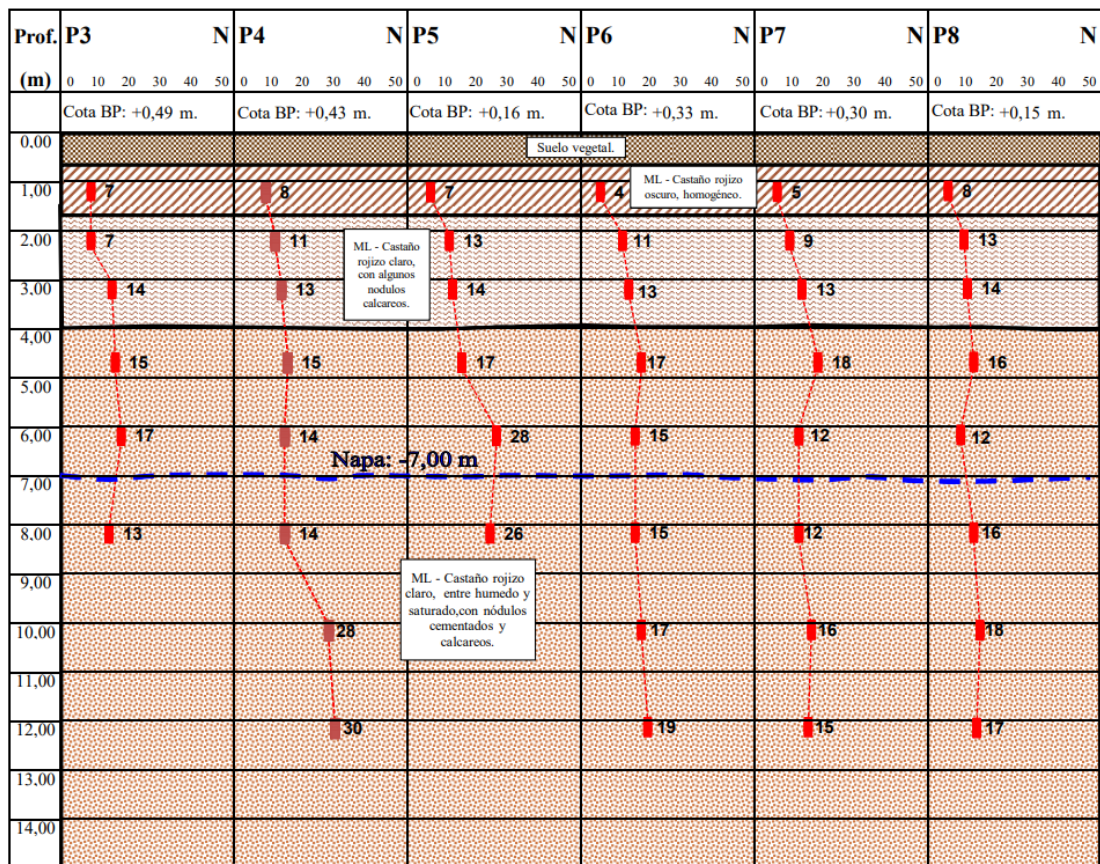 Prof. P3 N P4 N P5 N P6 N P7 N P8 N
(m) 0 10 20 30 40 50 0 10 20 30 40 50 0 10 20 30 40 50 0 10 20 30 40 50 0 10 20 30 40 50 0 10 20 30 40 50
Cota BP: +0,49 m. Cota BP: +0,43 m. Cota BP: +0,16 m. Cota BP: +0,33 m. Cota BP: +0,30 m. Cota BP: +0,15 m.
0,00
Suelo vegetal.
ML - Castaño rojizo
oscuro, homogéneo.
1,00 7 8 7 4 5 8
2,00 7 11 13 11 9 13
ML - Castaño
rojizo claro,
con algunos
nodulos
calcareos.
3,00 14 13 14 13 13 14
4,00
15 15 17 17 18 16
5,00
6,00 17 14 28 15 12 12
Napa: -7,00 m
7,00
8,00 13 14 26 15 12 16
9,00
ML - Castaño rojizo
claro, entre humedo y
saturado,con nódulos
cementados y
calcareos.
10,00 28 17 16 18
11,00
12,00 30 19 15 17
13,00
14,00